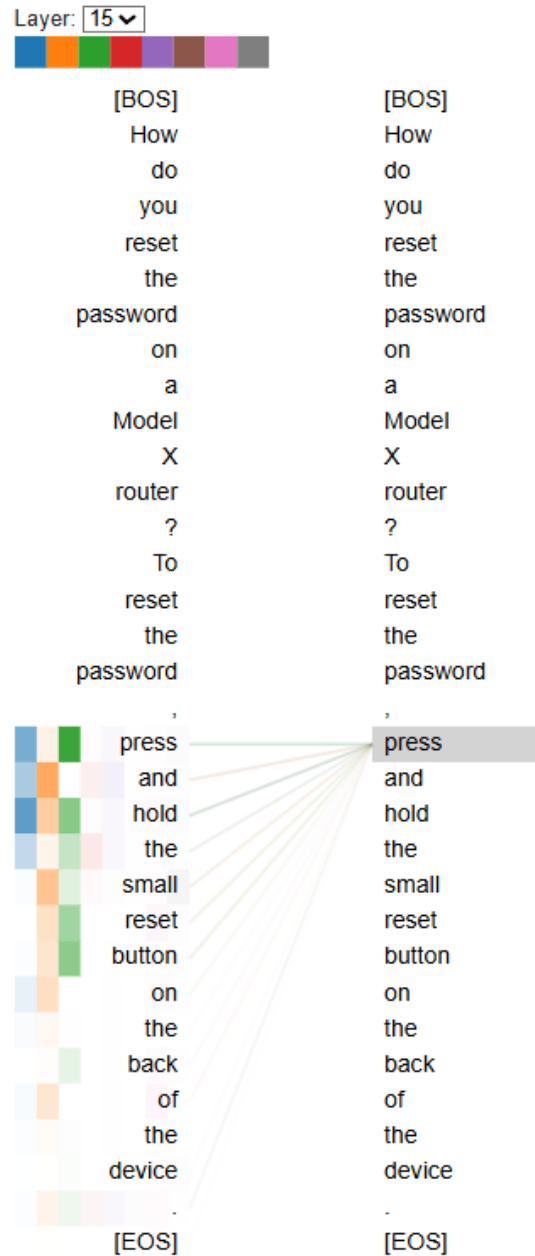 Layer: 15
[BOS] [BOS]
How How
do do
you you
reset reset
the the
password password
on on
a a
Model Model
X X
router router
? ?
To To
reset reset
the the
password password
, ,
press press
and and
hold hold
the the
small small
reset reset
button button
on on
the the
back back
of of
the the
device device
. .
[EOS] [EOS]